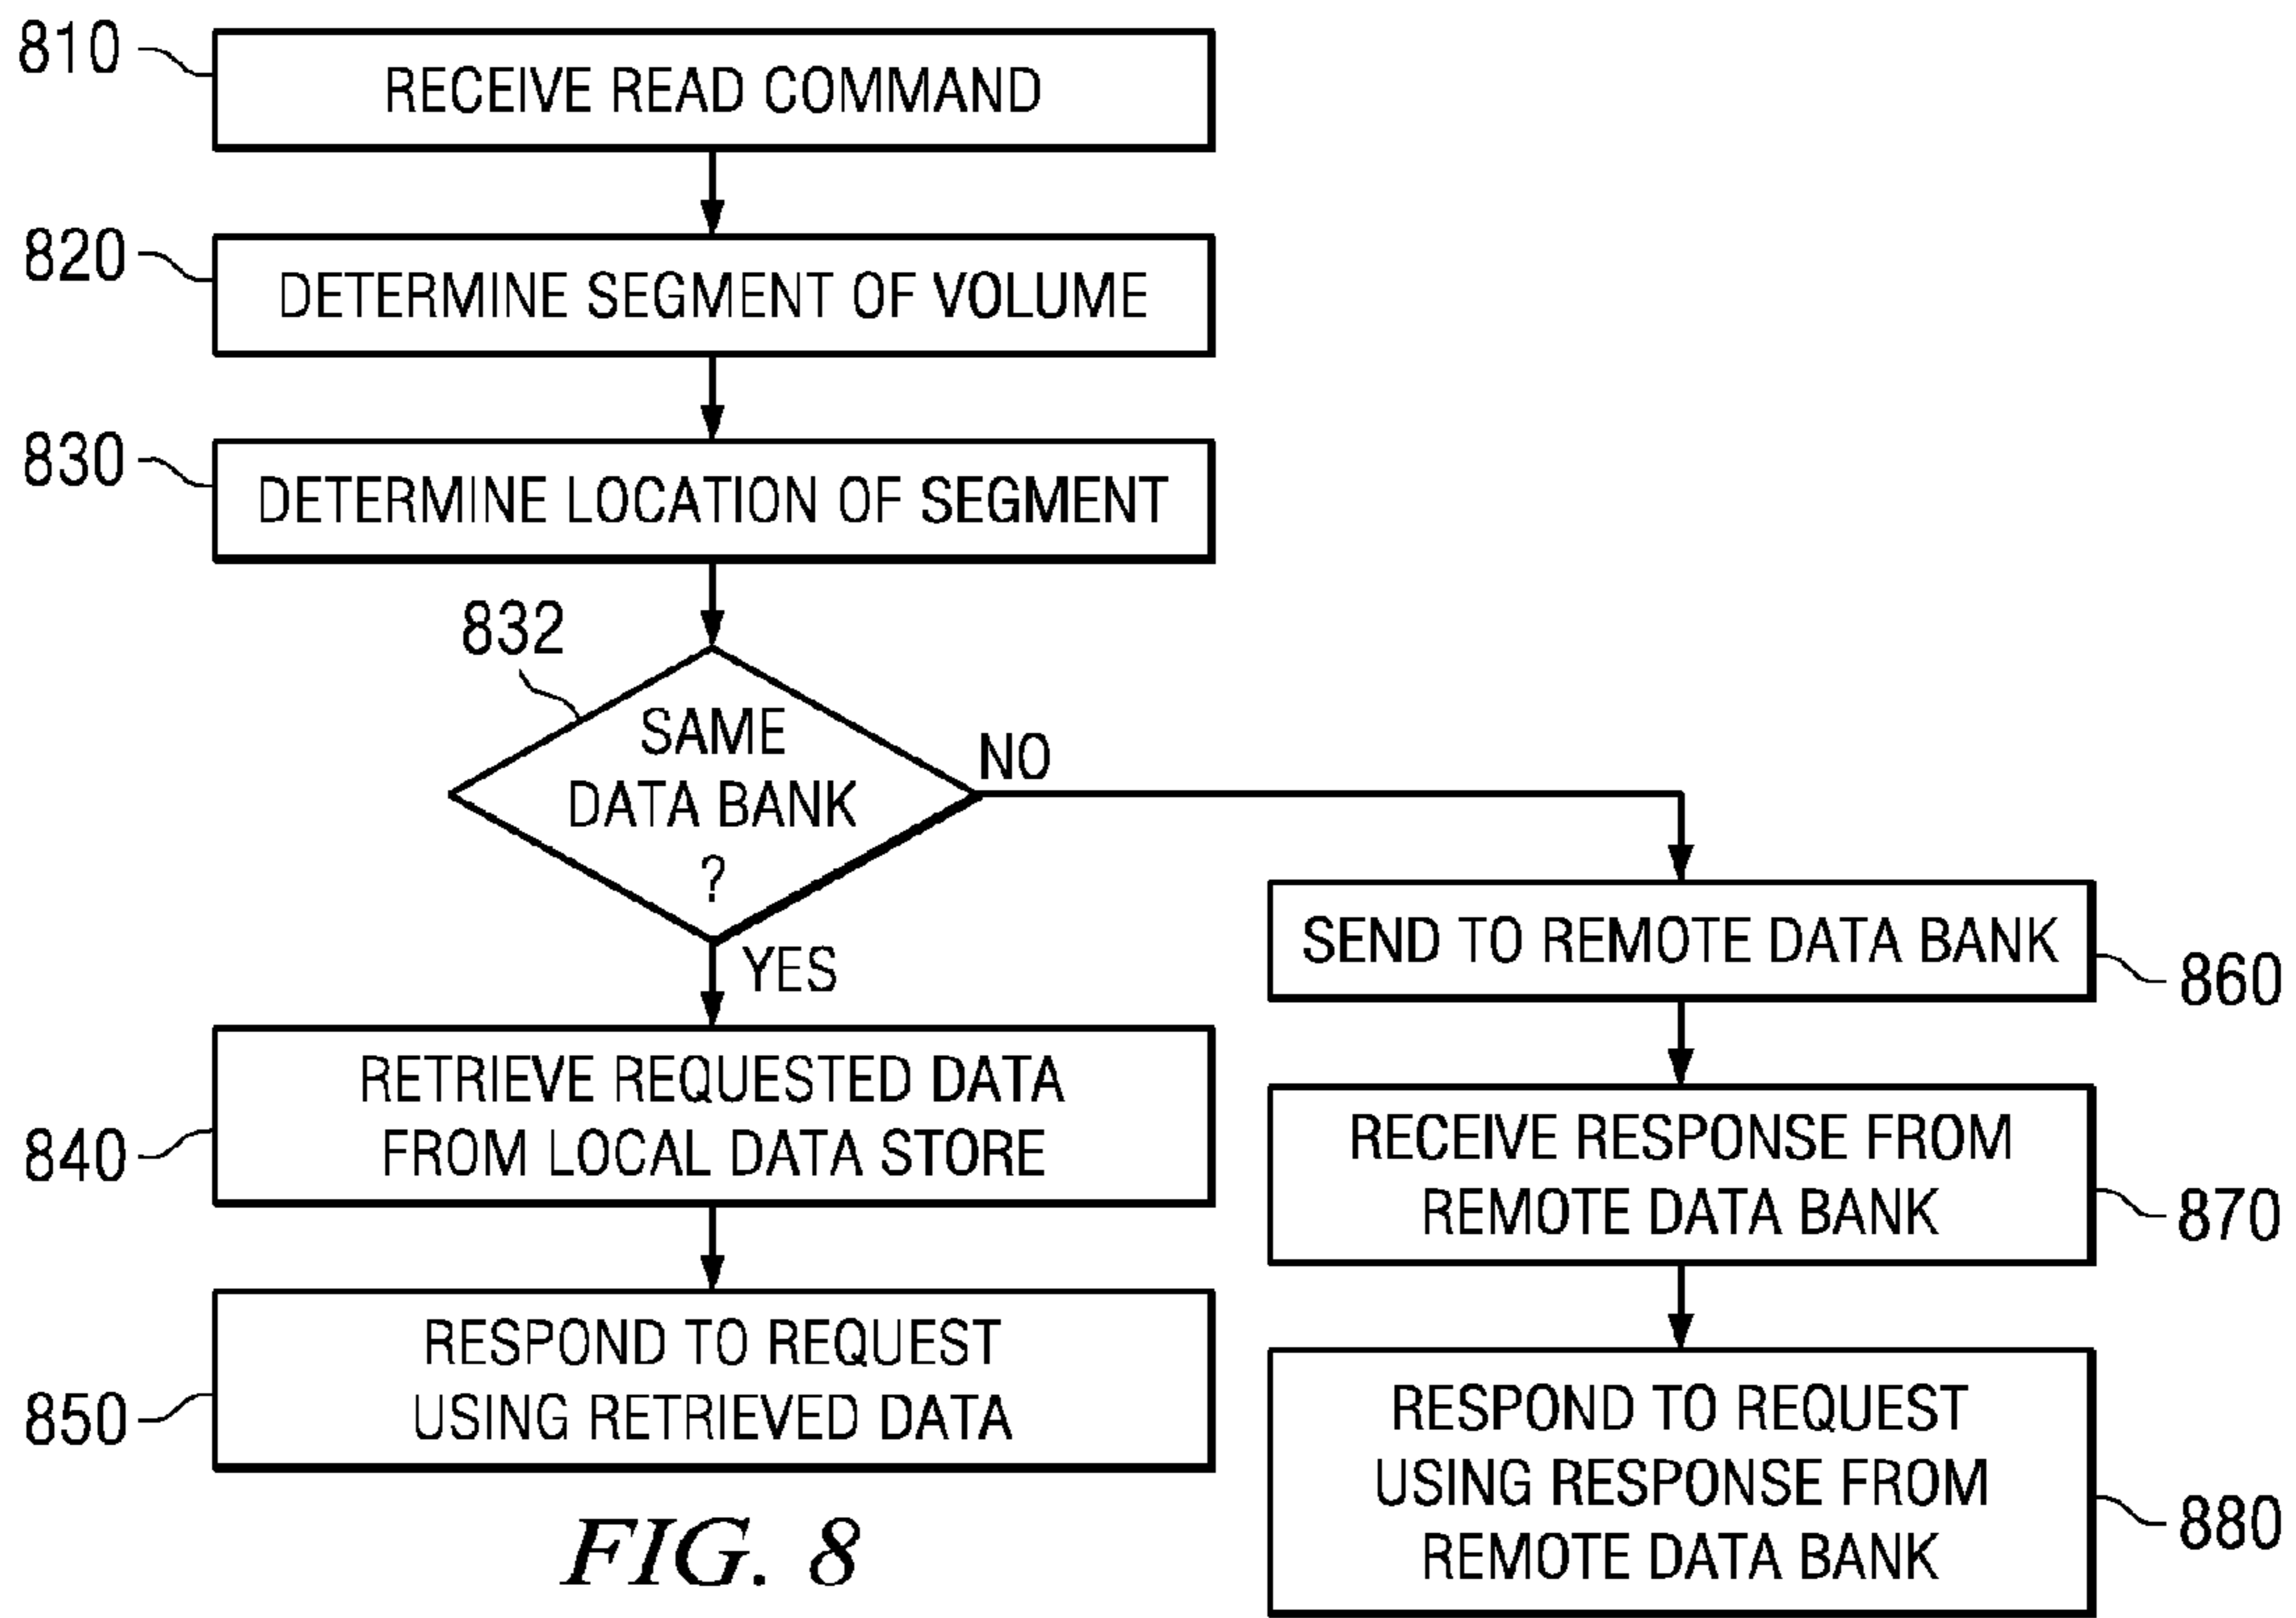 810
RECEIVE READ COMMAND
820
DETERMINE SEGMENT OF VOLUME
830
DETERMINE LOCATION OF SEGMENT
832
SAME
DATA BANK
?
NO
YES
840
RETRIEVE REQUESTED DATA
FROM LOCAL DATA STORE
850
RESPOND TO REQUEST
USING RETRIEVED DATA
SEND TO REMOTE DATA BANK
860
RECEIVE RESPONSE FROM
REMOTE DATA BANK
870
RESPOND TO REQUEST
USING RESPONSE FROM
REMOTE DATA BANK
880
FIG. 8